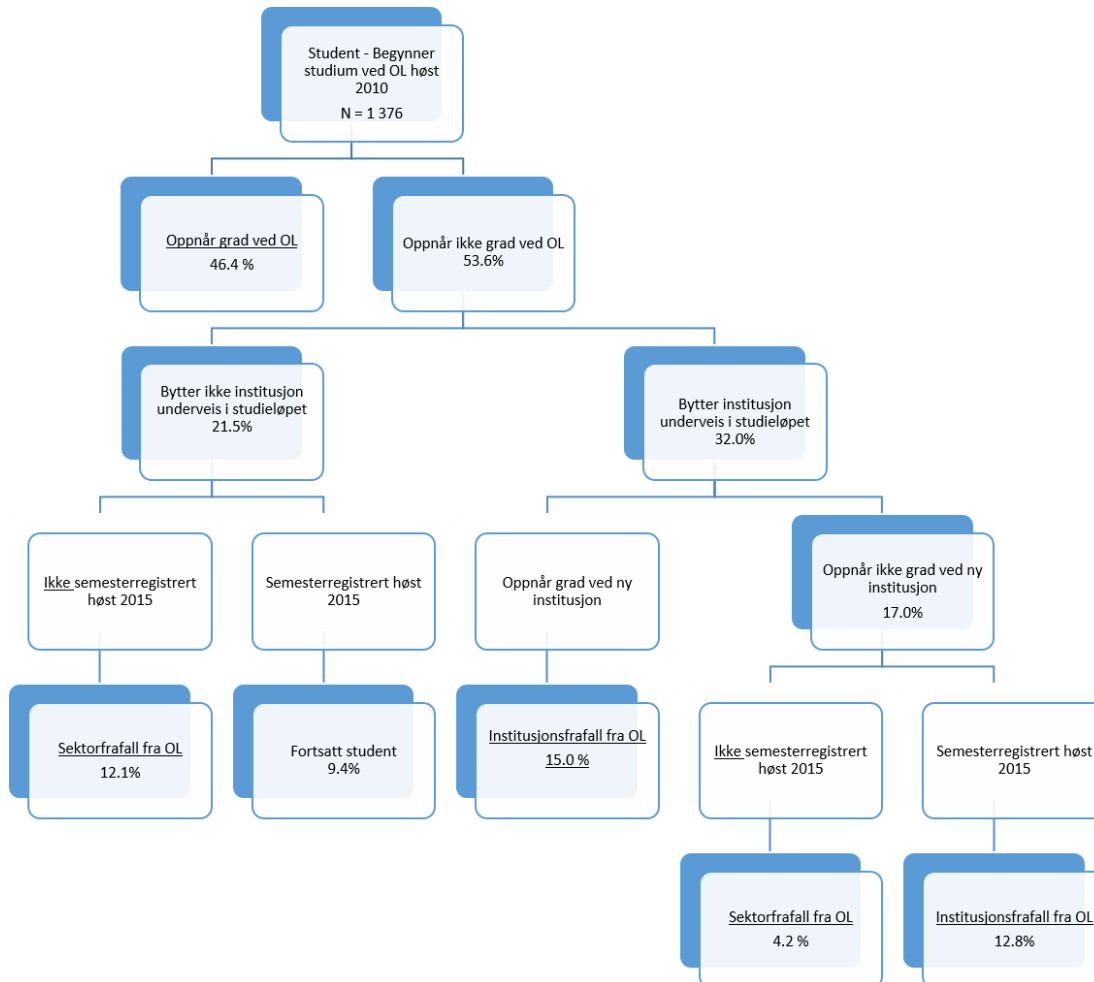 Student - Begynner
studium ved OL høst
2010
N = 1 376
Oppnår grad ved OL
46.4 %
Oppnår ikke grad ved OL
53.6%
Bytter ikke institusjon
underveis i studieløpet
21.5%
Bytter institusjon
underveis i studieløpet
32.0%
Ikke semesterregistrert
høst 2015
Semesterregistrert høst
2015
Oppnår grad ved ny
institusjon
Oppnår ikke grad ved ny
institusjon
17.0%
Sektorfrafall fra OL
12.1%
Fortsatt student
9.4%
Institusjonsfrafall fra OL
15.0 %
Ikke semesterregistrert
høst 2015
Semesterregistrert høst
2015
Sektorfrafall fra OL
4.2 %
Institusjonsfrafall fra OL
12.8%